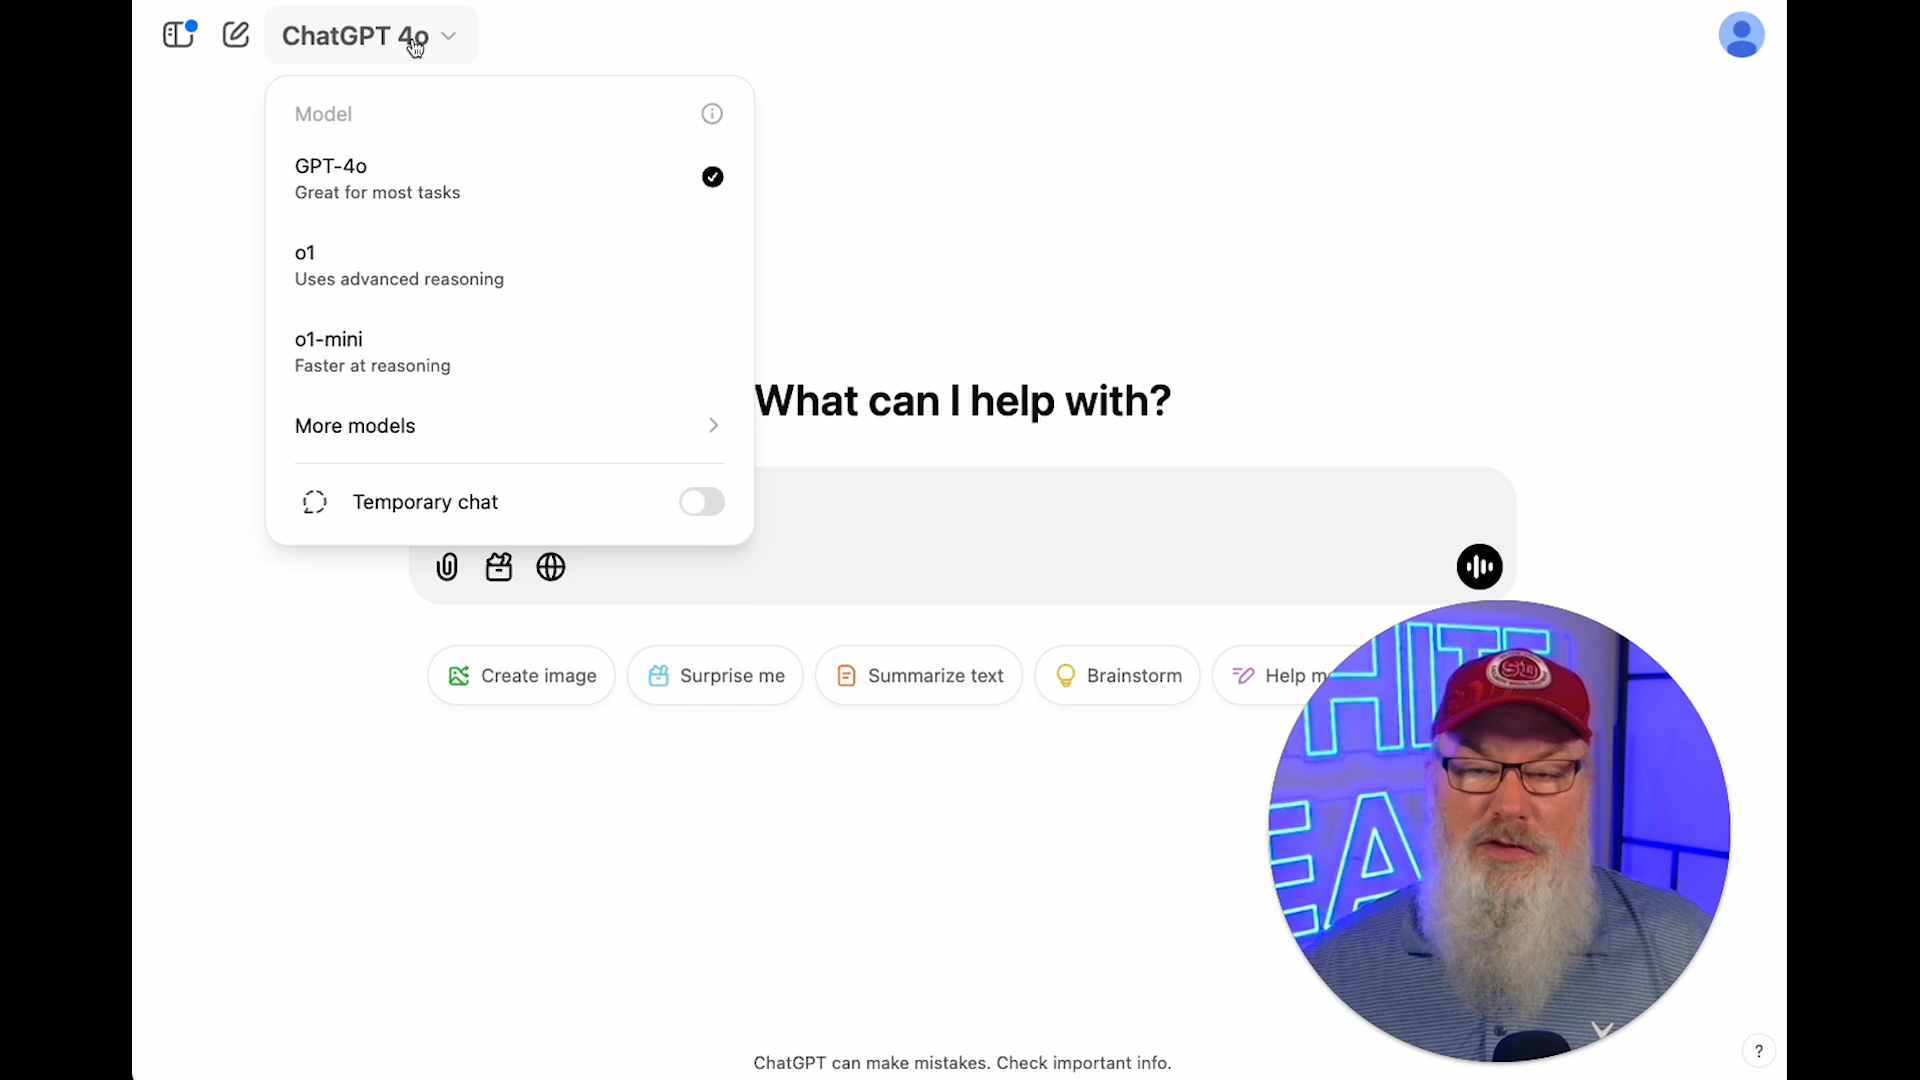 ChatGPT 4o
Model
GPT-4o
Great for most tasks
o1
Uses advanced reasoning
o1-mini
Faster at reasoning
More models
Temporary chat
What can I help with?
Create image
Surprise me
Summarize text
Brainstorm
Help m
HITE
EA
ChatGPT can make mistakes. Check important info.
?